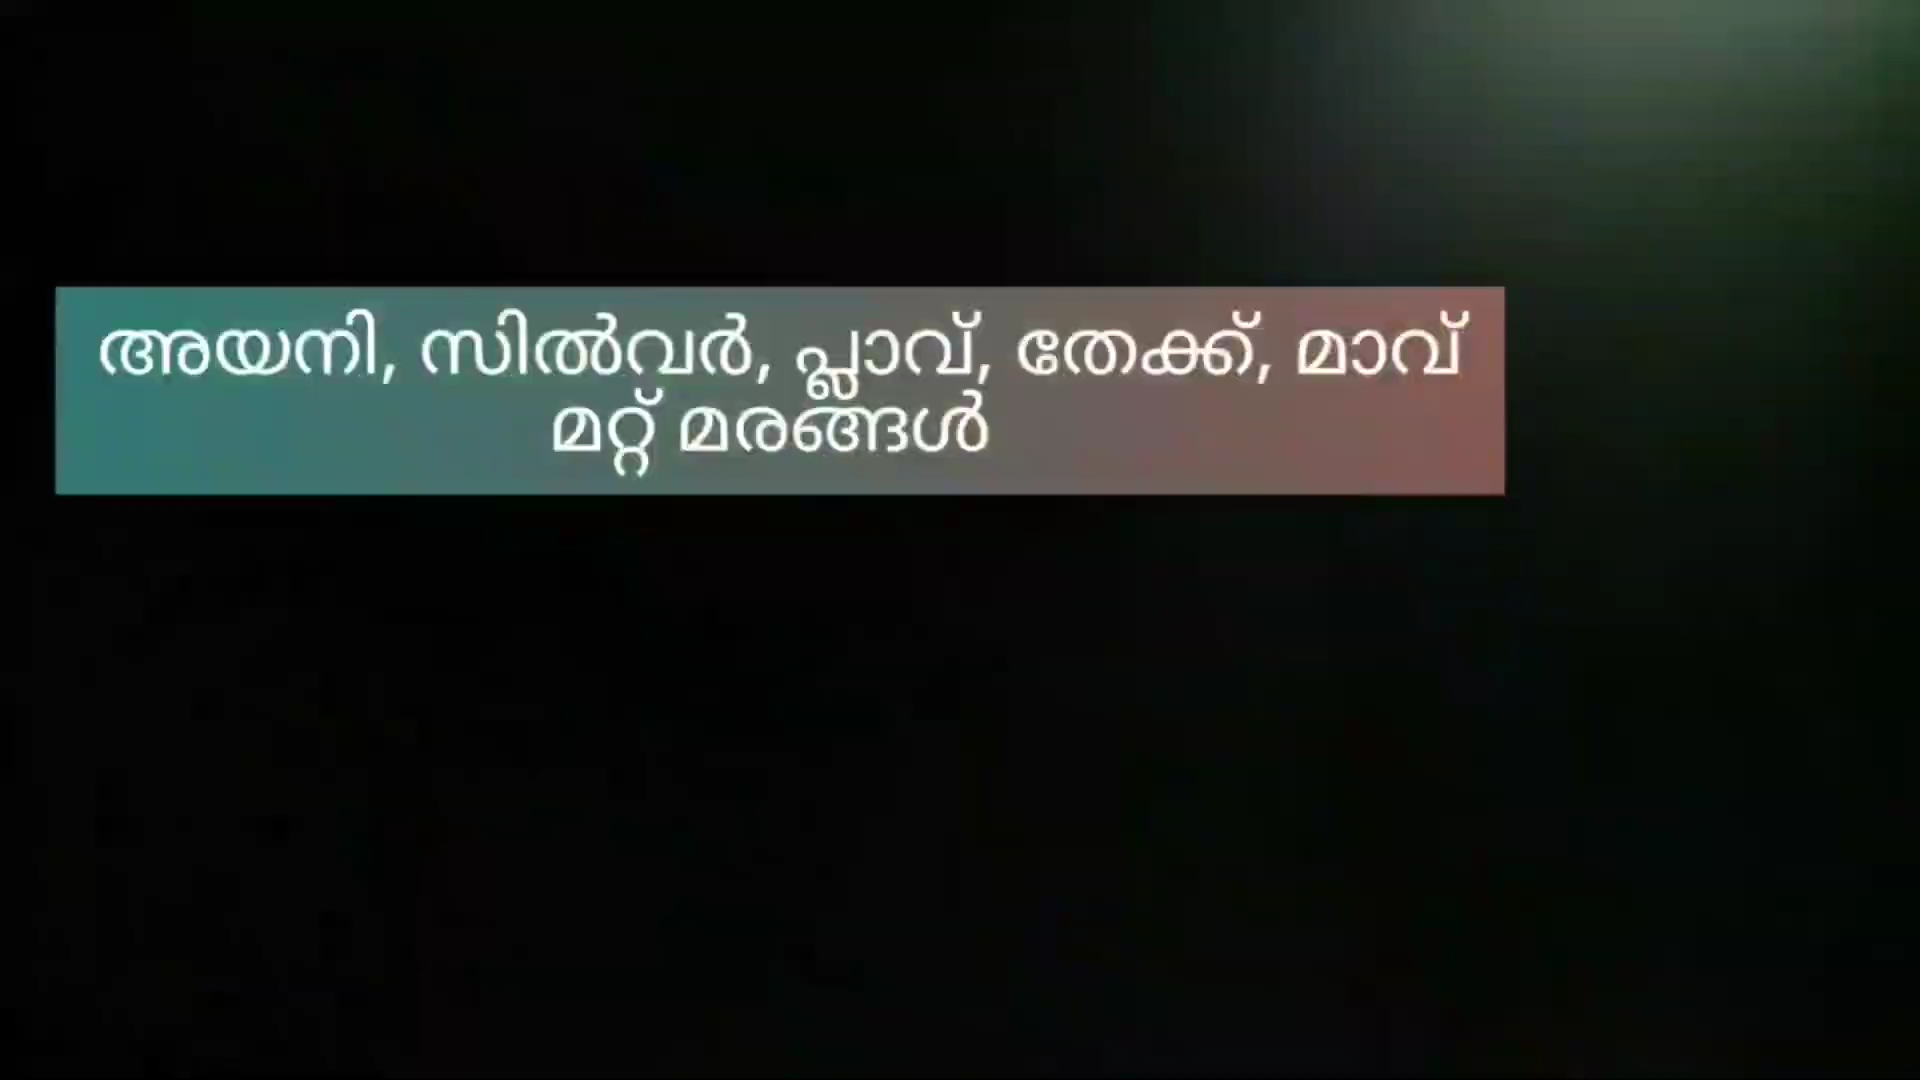 അയനി, സിൽവർ, പ്ലാവ്, തേക്ക്, മാവ്
മറ്റ് മരങ്ങൾ